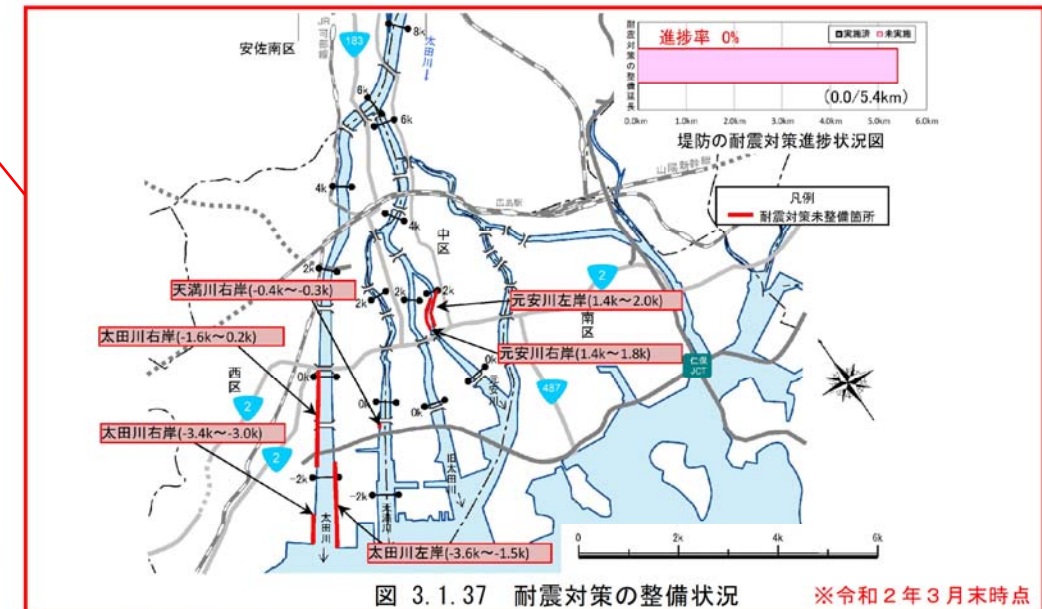 安佐南区
183
8k
太田川
耐震対策の整備延長
進捗率 0%
実施済 未実施
(0.0/5.4km)
0.0km 1.0km 2.0km 3.0km 4.0km 5.0km 6.0km
堤防の耐震対策進捗状況図
6k
6k
山陽新幹線
凡例
耐震対策未整備箇所
4k
広島駅
4k
中区
2k
2
天満川右岸(-0.4k～-0.3k)
2k
2k
2k
元安川左岸(1.4k～2.0k)
南区
太田川右岸(-1.6k～0.2k)
元安川右岸(1.4k～1.8k)
仁保
JCT
0k
西区
0k
元安川
487
2
0k
0k
太田川右岸(-3.4k～-3.0k)
2
旧太田川
-2k
-2k
太田川
天満川
太田川左岸(-3.6k～-1.5k)
0 2k 4k 6k
図 3.1.37 耐震対策の整備状況
※令和２年３月末時点